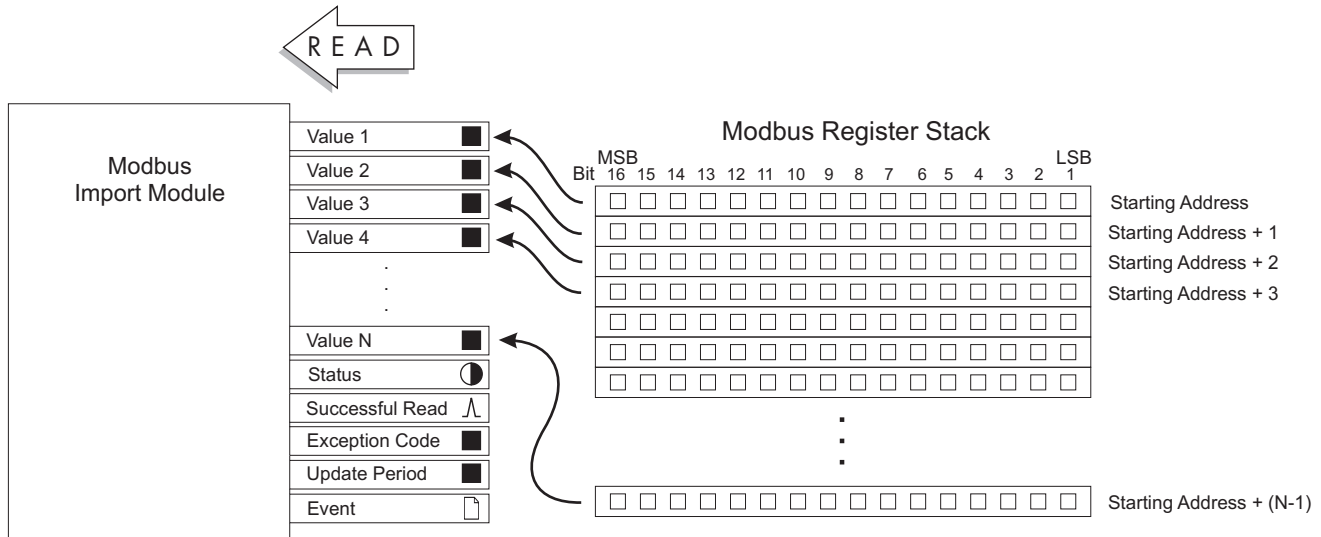 READ
Modbus
Import Module
Value 1
Value 2
Value 3
Value 4
Value N
Status
Successful Read
Exception Code
Update Period
Event
Modbus Register Stack
MSB LSB
Bit 16 15 14 13 12 11 10 9 8 7 6 5 4 3 2 1
Starting Address
Starting Address + 1
Starting Address + 2
Starting Address + 3
Starting Address + (N-1)